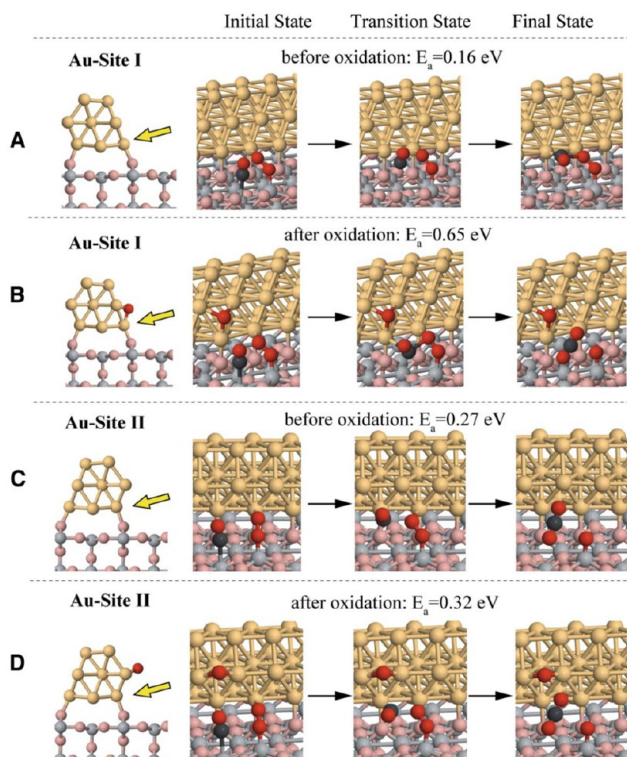 Initial State Transition State Final State
Au-Site I before oxidation: Eₐ=0.16 eV
A
Au-Site I after oxidation: Eₐ=0.65 eV
B
Au-Site II before oxidation: Eₐ=0.27 eV
C
Au-Site II after oxidation: Eₐ=0.32 eV
D